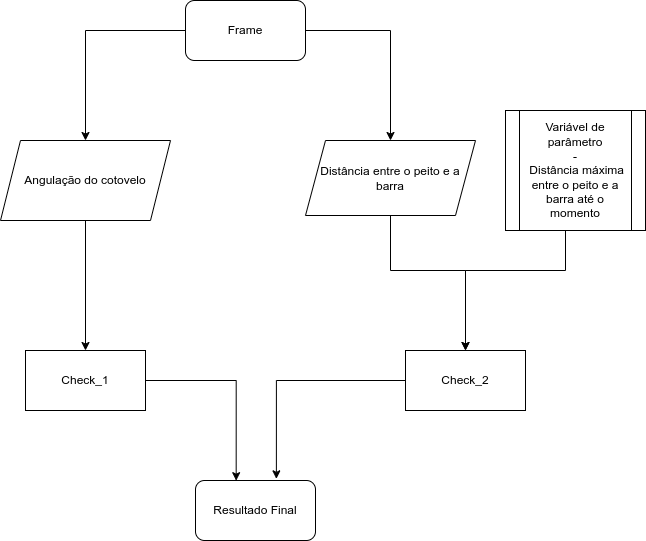 Frame
Angulação do cotovelo
Distância entre o peito e a
barra
Variável de
parâmetro
-
Distância máxima
entre o peito e a
barra até o
momento
Check_1
Check_2
Resultado Final